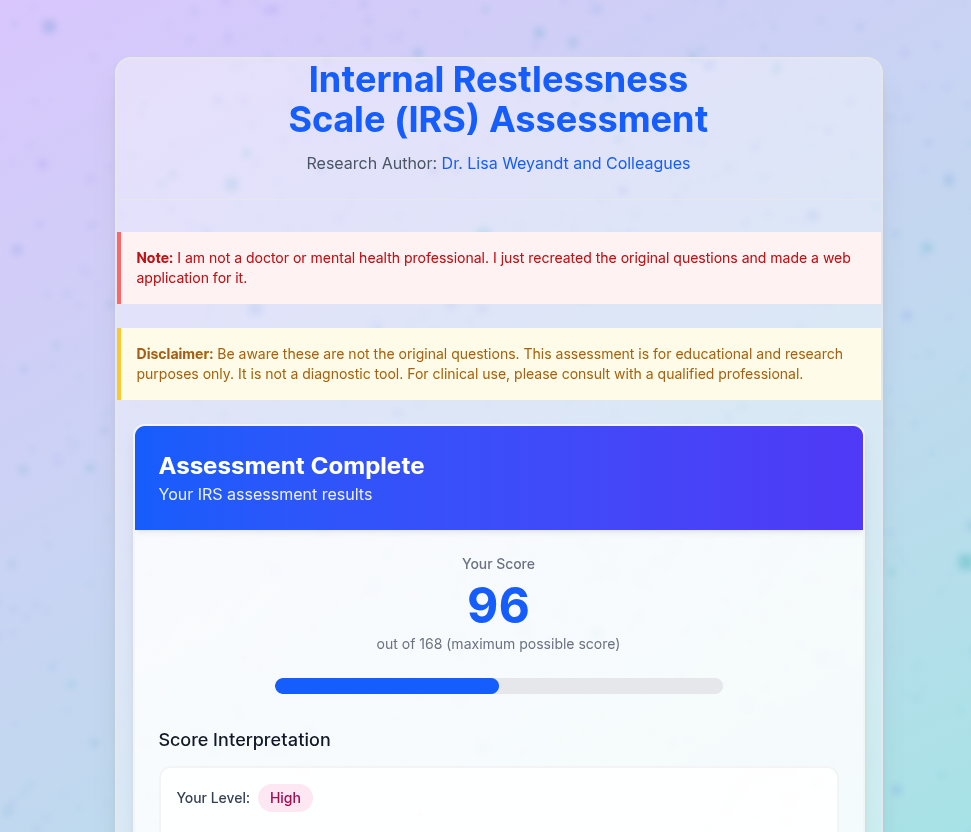 Internal Restlessness
Scale (IRS) Assessment
Research Author: Dr. Lisa Weyandt and Colleagues
Note: I am not a doctor or mental health professional. I just recreated the original questions and made a web
application for it.
Disclaimer: Be aware these are not the original questions. This assessment is for educational and research
purposes only. It is not a diagnostic tool. For clinical use, please consult with a qualified professional.
Assessment Complete
Your IRS assessment results
Your Score
96
out of 168 (maximum possible score)
Score Interpretation
Your Level: High